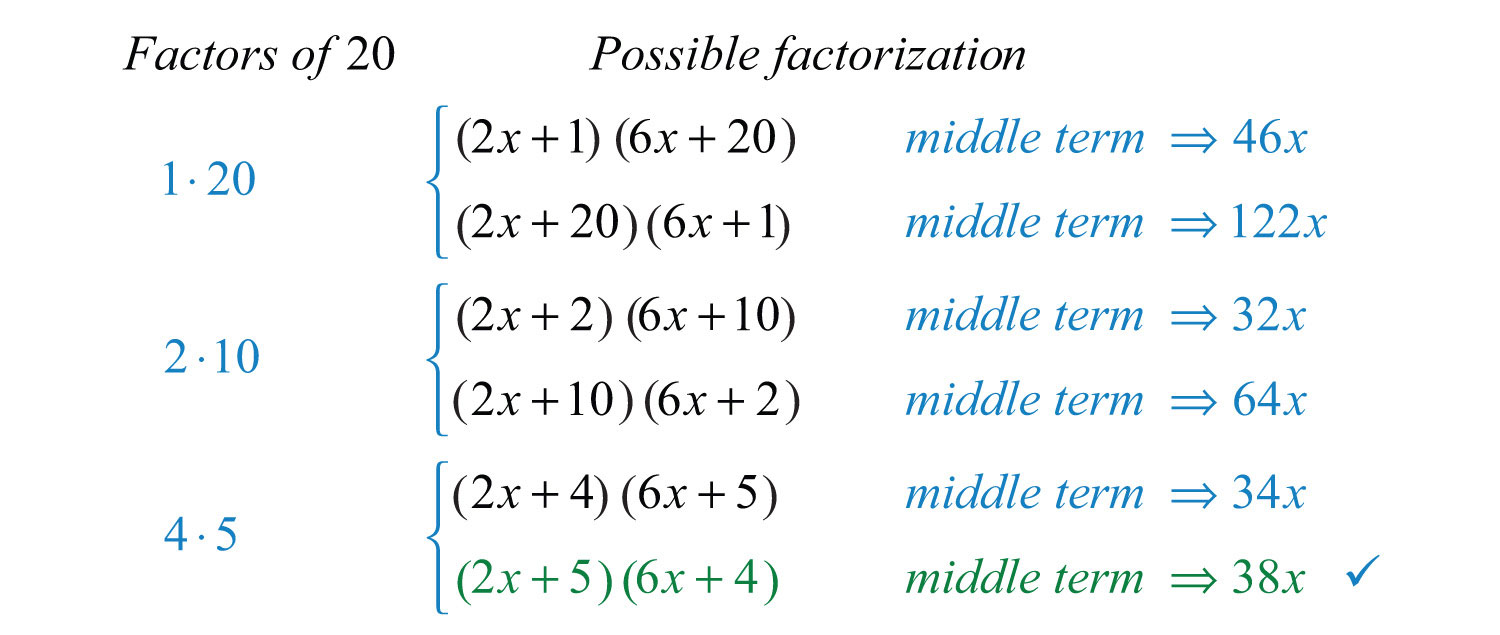 Factors of 20 Possible factorization
(2x + 1) (6x + 20) middle term ⇒ 46x
1 · 20
(2x + 20) (6x + 1) middle term ⇒ 122x
(2x + 2) (6x + 10) middle term ⇒ 32x
2 · 10
(2x + 10) (6x + 2) middle term ⇒ 64x
(2x + 4) (6x + 5) middle term ⇒ 34x
4 · 5
(2x + 5) (6x + 4) middle term ⇒ 38x ✓